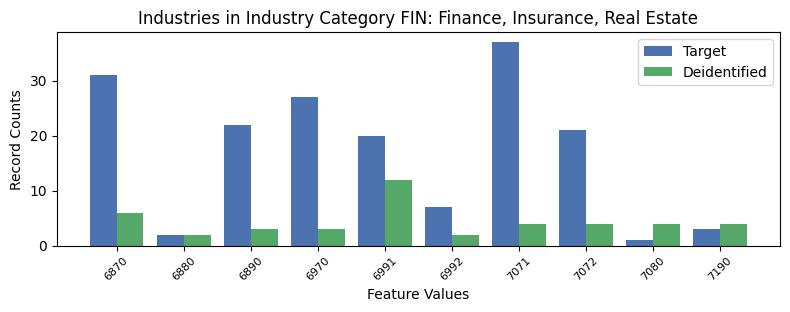 Industries in Industry Category FIN: Finance, Insurance, Real Estate
Target
Deidentified
Record Counts
30
20
10
0
6870 6880 6890 6970 6991 6992 7071 7072 7080 7190
Feature Values